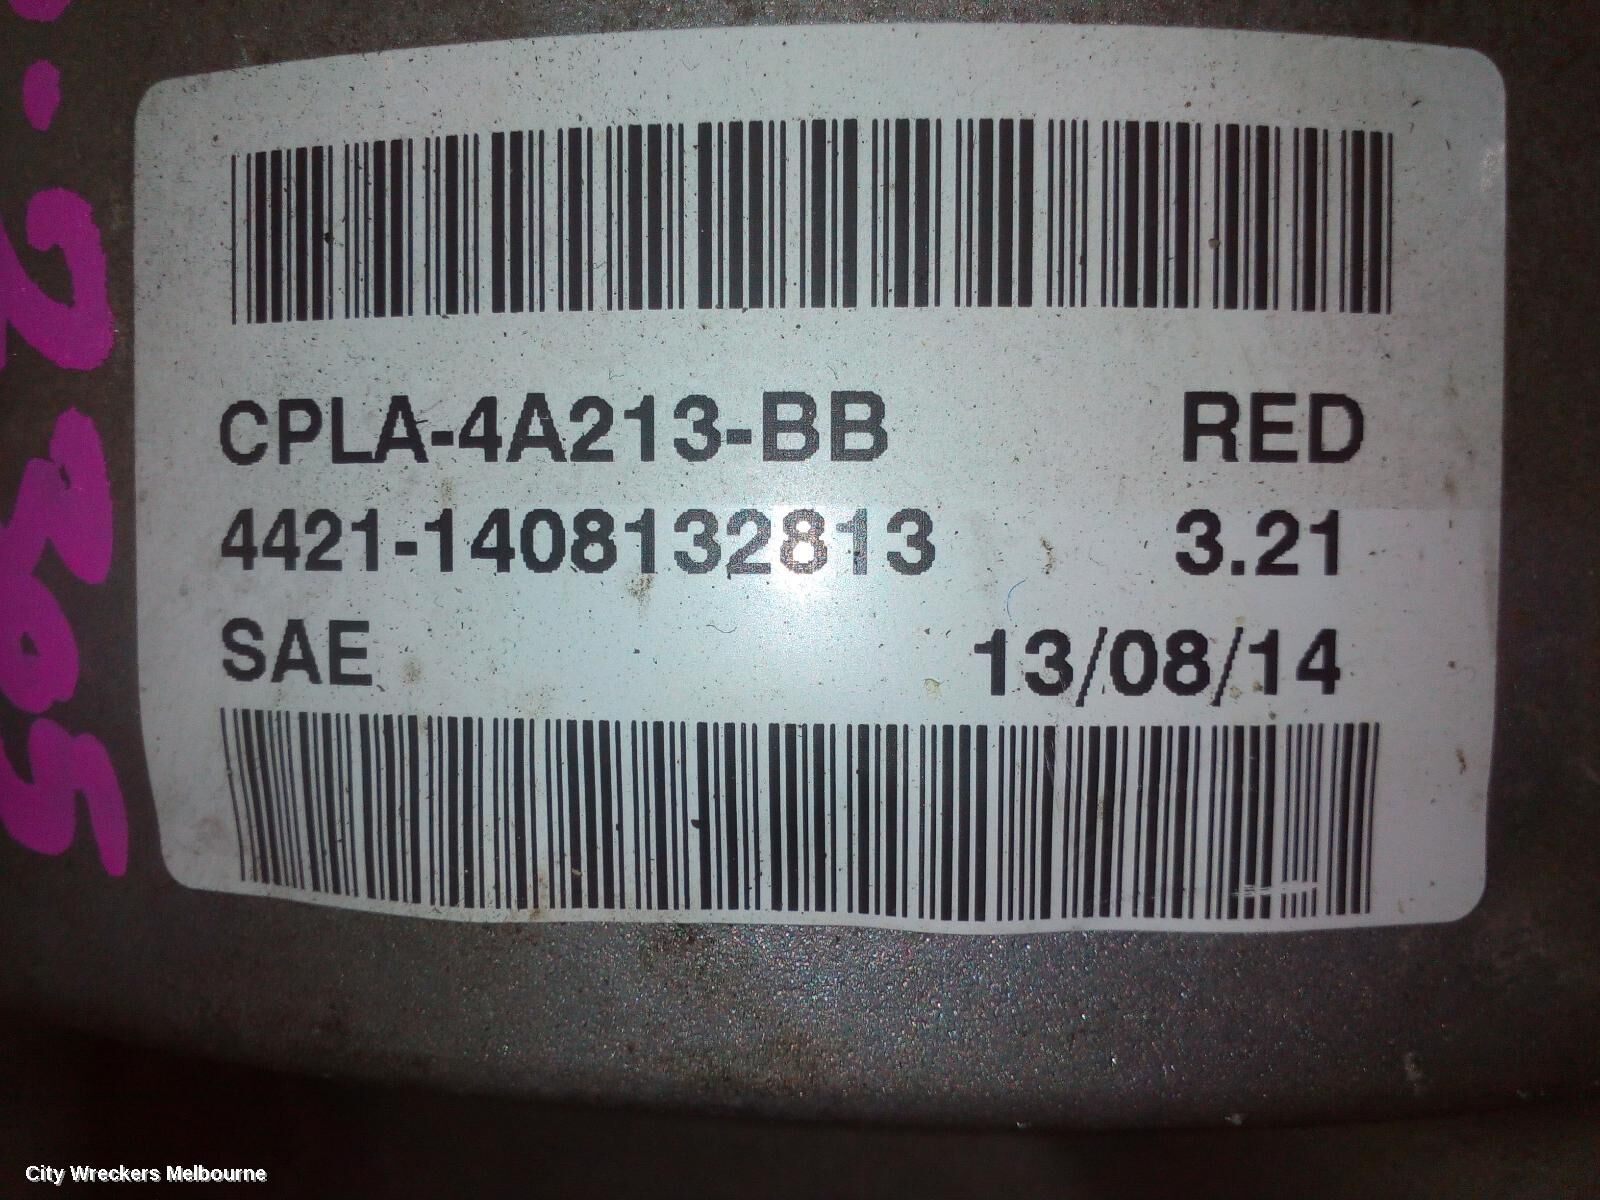 CPLA-4A213-BB RED
4421-1408132813 3.21
SAE 13/08/14
City Wreckers Melbourne